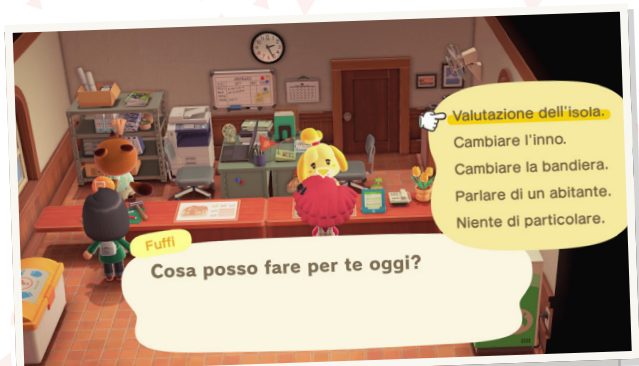 Valutazione dell'isola.
Cambiare l'inno.
Cambiare la bandiera.
Parlare di un abitante.
Niente di particolare.
Fuffi
Cosa posso fare per te oggi?